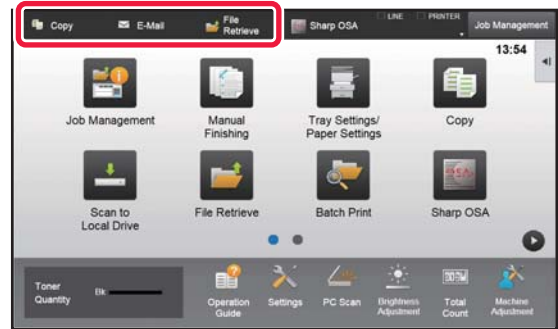 Copy
E-Mail
File
Retrieve
Sharp OSA
LINE
PRINTER
Job Management
13:54
Job Management
Manual
Finishing
Tray Settings/
Paper Settings
Copy
Scan to
Local Drive
File Retrieve
Batch Print
Sharp OSA
Toner
Quantity
Bk
Operation
Guide
Settings
PC Scan
Brightness
Adjustment
Total
Count
Machine
Adjustment